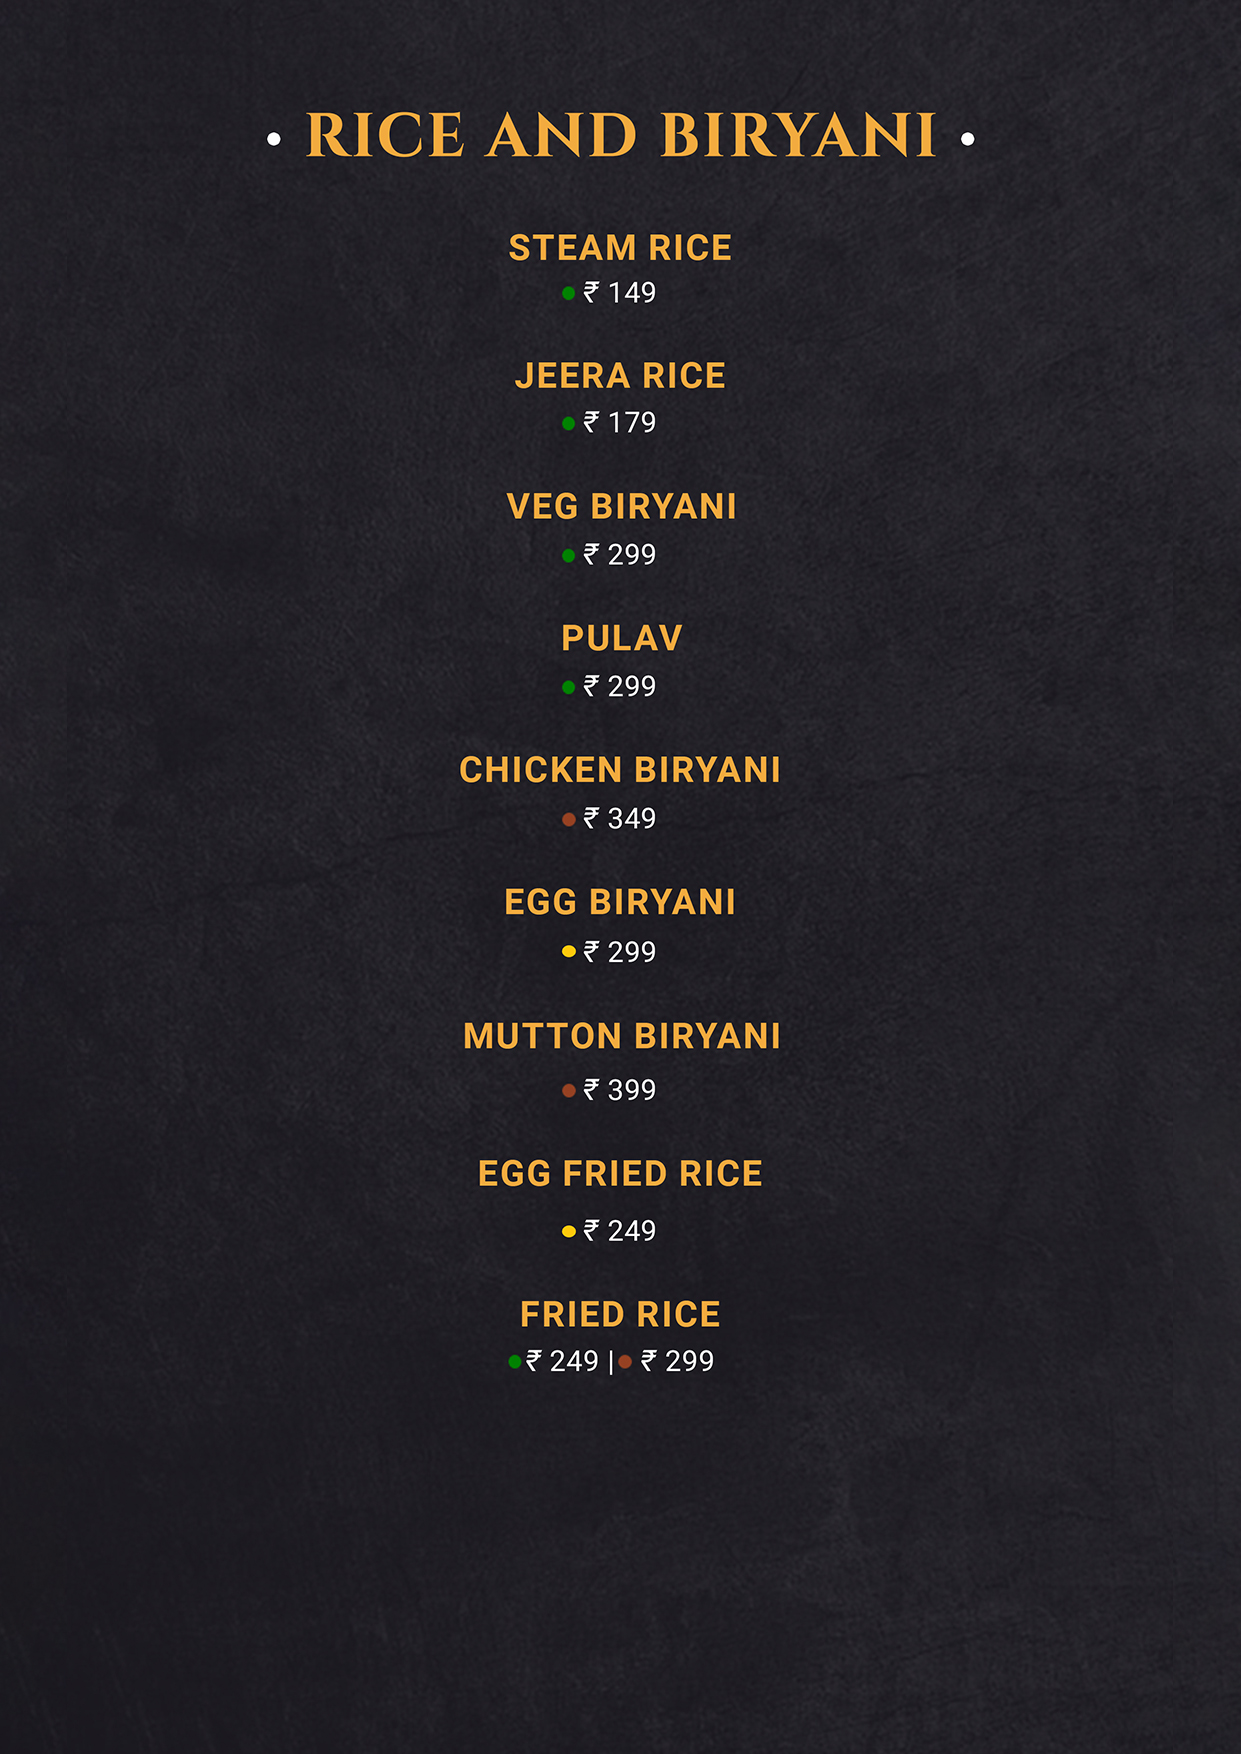 • RICE AND BIRYANI •
STEAM RICE
₹ 149
JEERA RICE
₹ 179
VEG BIRYANI
₹ 299
PULAV
₹ 299
CHICKEN BIRYANI
₹ 349
EGG BIRYANI
₹ 299
MUTTON BIRYANI
₹ 399
EGG FRIED RICE
₹ 249
FRIED RICE
₹ 249 | ₹ 299